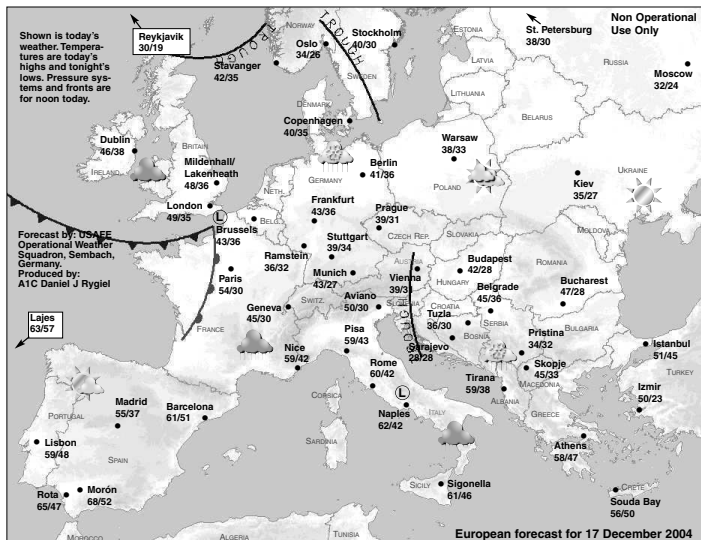 Shown is today's
weather. Tempera-
tures are today's
highs and tonight's
lows. Pressure sys-
tems and fronts are
for noon today.
Reykjavik
30/19
TROUGH
NORWAY
Oslo
34/26
TROUGH
Stockholm
40/30
SWEDEN
Stavanger
42/35
ESTONIA
LATVIA
LITHUANIA
St. Petersburg
38/30
Non Operational
Use Only
RUSSIA
Moscow
32/24
BELARUS
DENMARK
Copenhagen
40/35
Dublin
46/38
IRELAND
BRITAIN
Mildenhall/
Lakenheath
48/36
London
49/35
NETH.
GERMANY
Berlin
41/36
Warsaw
38/33
POLAND
Kiev
35/27
UKRAINE
L
BELG.
Brussels
43/36
Frankfurt
43/36
Prague
39/31
CZECH REP.
SLOVAKIA
MOLDOVA
Forecast by: USAFE
Operational Weather
Squadron, Sembach,
Germany.
Produced by:
A1C Daniel J Rygiel
Ramstein
36/32
Stuttgart
39/34
Munich
43/27
AUSTRIA
Vienna
39/31
Budapest
42/28
HUNGARY
ROMANIA
Paris
54/30
FRANCE
Geneva
45/30
SWITZ.
Aviano
50/30
SLOVENIA
CROATIA
TROUGH
Belgrade
45/36
SERBIA
Bucharest
47/28
BULGARIA
Lajes
63/57
Tuzla
36/30
BOSNIA
Sarajevo
28/28
Pristina
34/32
Skopje
45/33
MACEDONIA
Istanbul
51/45
TURKEY
Nice
59/42
Pisa
59/43
Rome
60/42
CORSICA
L
Naples
62/42
ITALY
Tirana
59/38
ALBANIA
GREECE
Izmir
50/23
PORTUGAL
Madrid
55/37
Barcelona
61/51
Lisbon
59/48
SPAIN
SARDINIA
Athens
58/47
Rota
65/47
Morón
68/52
SICILY
Sigonella
61/46
CRETE
Souda Bay
56/50
MOROCCO
ALGERIA
TUNISIA
European forecast for 17 December 2004